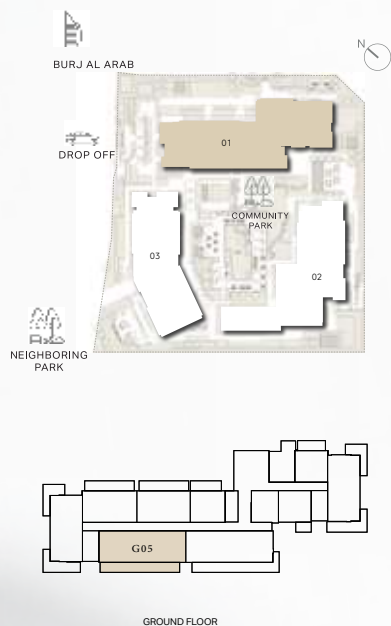 N
BURJ AL ARAB
01
DROP OFF
COMMUNITY
PARK
03
02
NEIGHBORING
PARK
G05
GROUND FLOOR